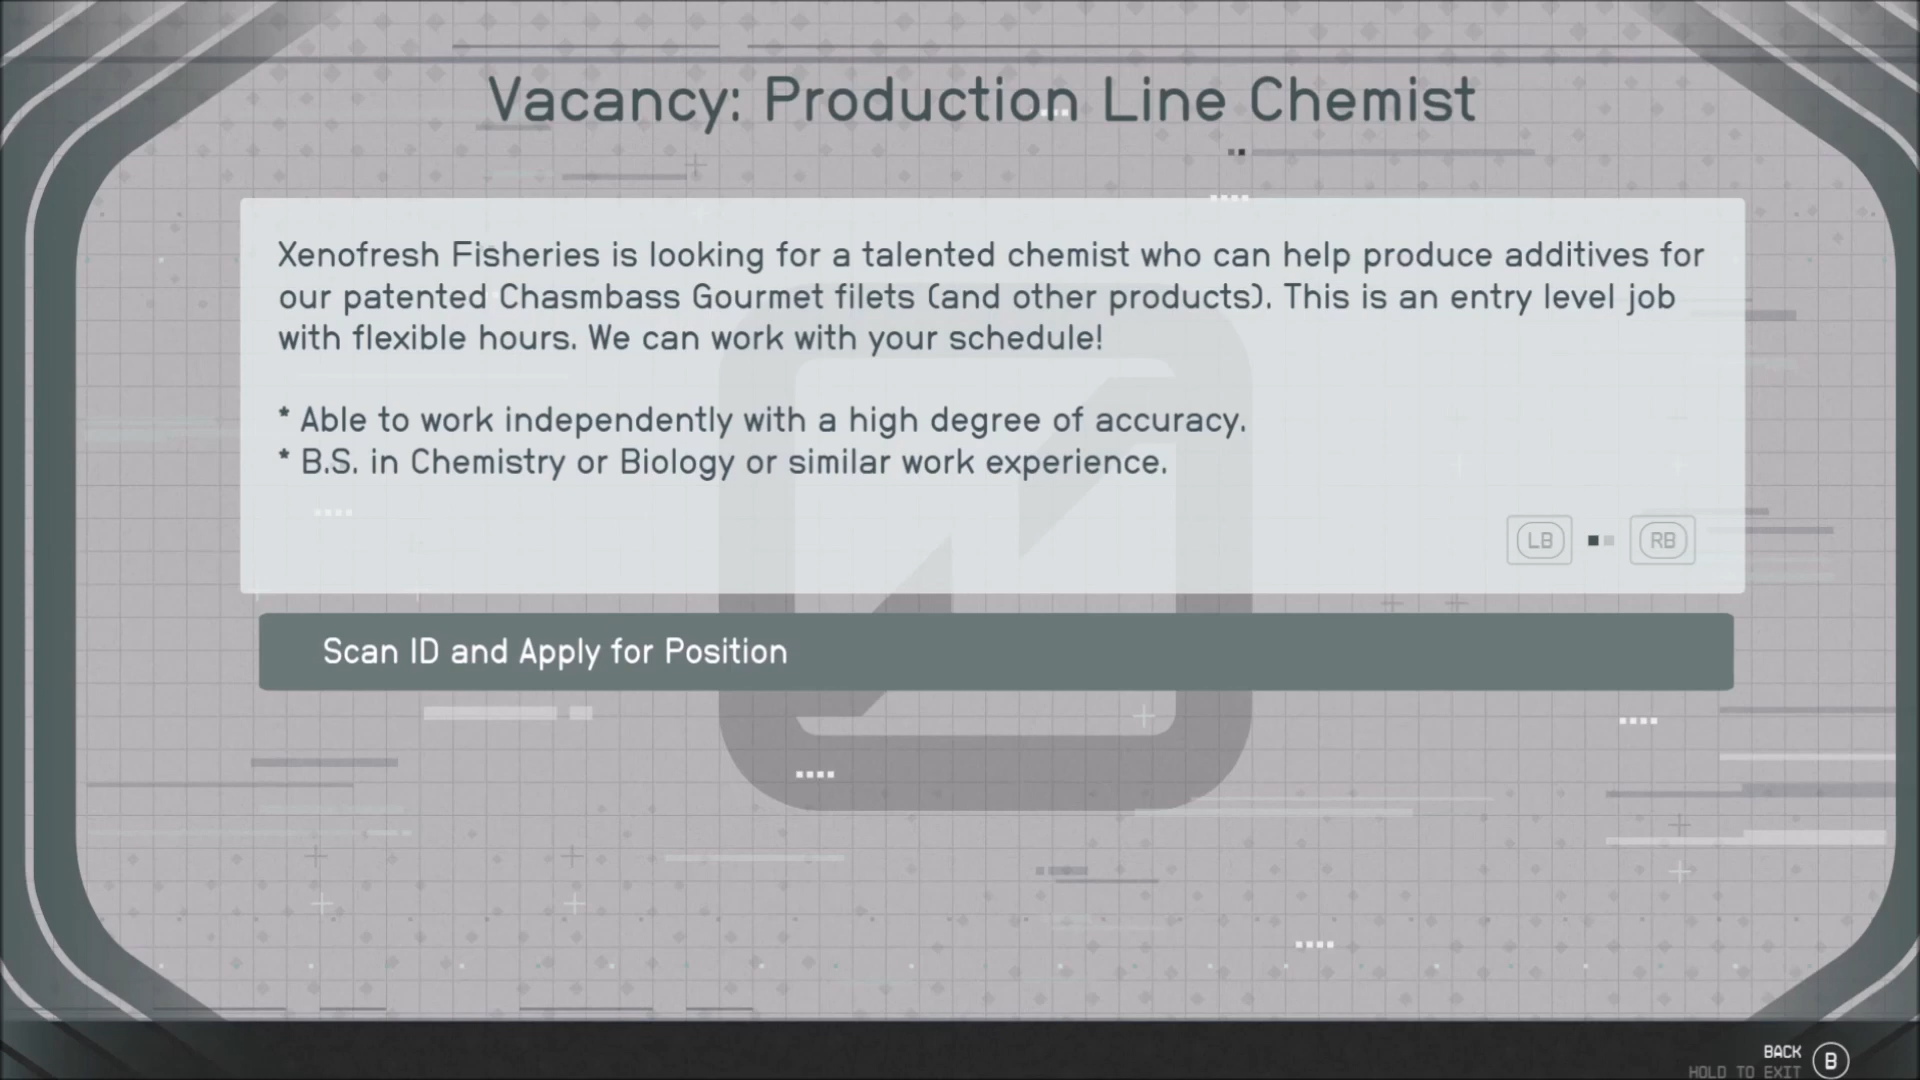 Vacancy: Production Line Chemist
Xenofresh Fisheries is looking for a talented chemist who can help produce additives for
our patented Chasmbass Gourmet filets (and other products). This is an entry level job
with flexible hours. We can work with your schedule!
* Able to work independently with a high degree of accuracy.
* B.S. in Chemistry or Biology or similar work experience.
LB RB
Scan ID and Apply for Position
BACK B
HOLD TO EXIT